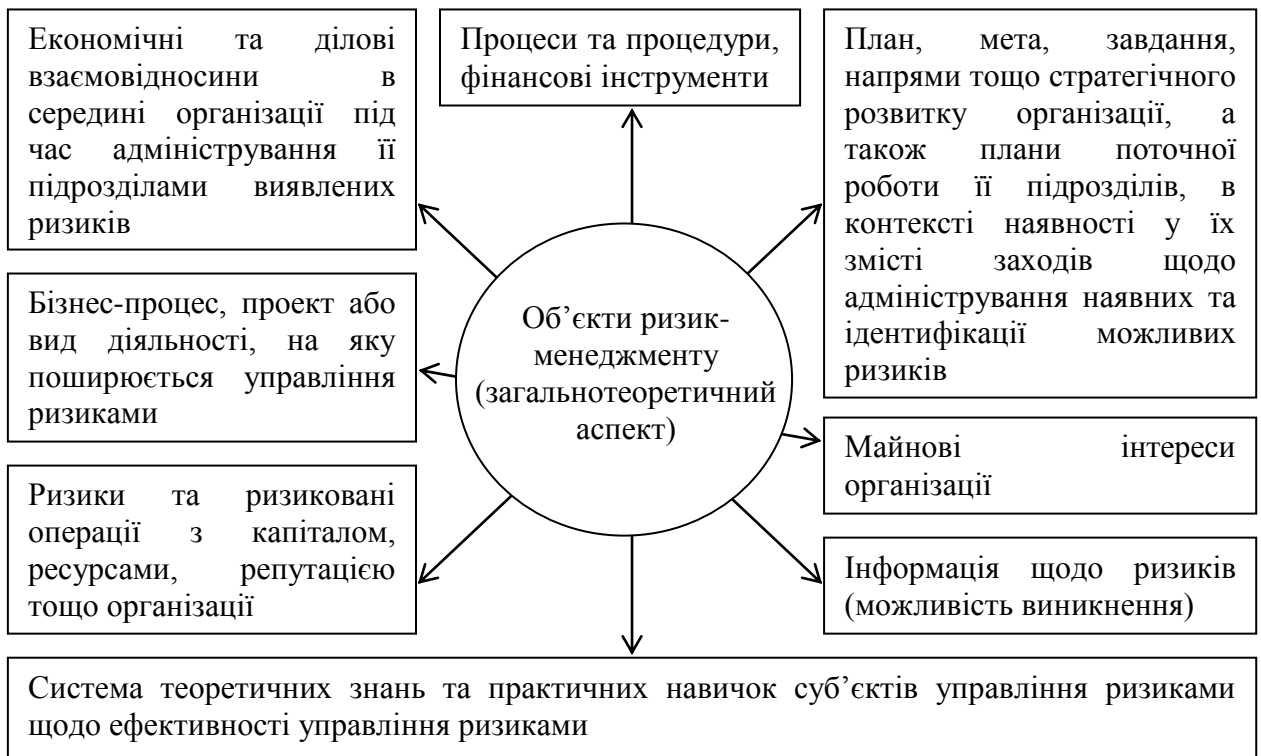 Економічні та ділові
взаємовідносини в
середині організації під
час адміністрування її
підрозділами виявлених
ризиків
Процеси та процедури,
фінансові інструменти
План, мета, завдання,
напрями тощо стратегічного
розвитку організації, а
також плани поточної
роботи її підрозділів, в
контексті наявності у їх
змісті заходів щодо
адміністрування наявних та
ідентифікації можливих
ризиків
Бізнес-процес, проект або
вид діяльності, на яку
поширюється управління
ризиками
Об’єкти ризик-
менеджменту
(загальнотеоретичний
аспект)
Майнові інтереси
організації
Ризики та ризиковані
операції з капіталом,
ресурсами, репутацією
тощо організації
Інформація щодо ризиків
(можливість виникнення)
Система теоретичних знань та практичних навичок суб’єктів управління ризиками
щодо ефективності управління ризиками